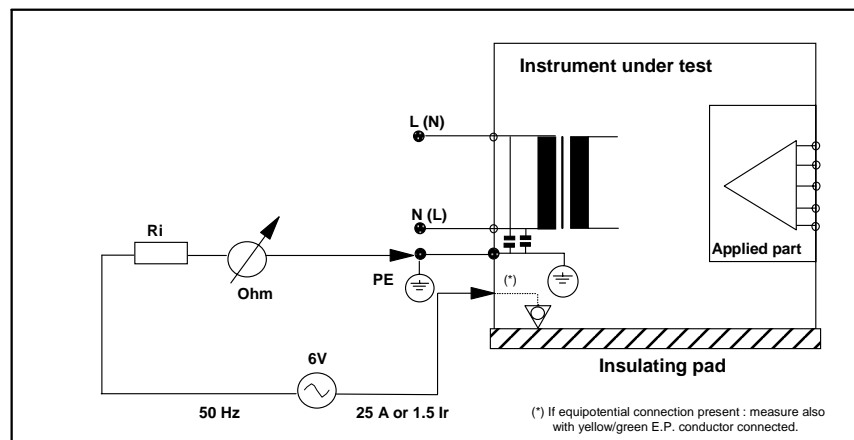 Instrument under test
L (N)
N (L)
Ri
Ohm
PE
(*)
Applied part
6V
50 Hz
25 A or 1.5 Ir
Insulating pad
(*) If equipotential connection present : measure also
with yellow/green E.P. conductor connected.